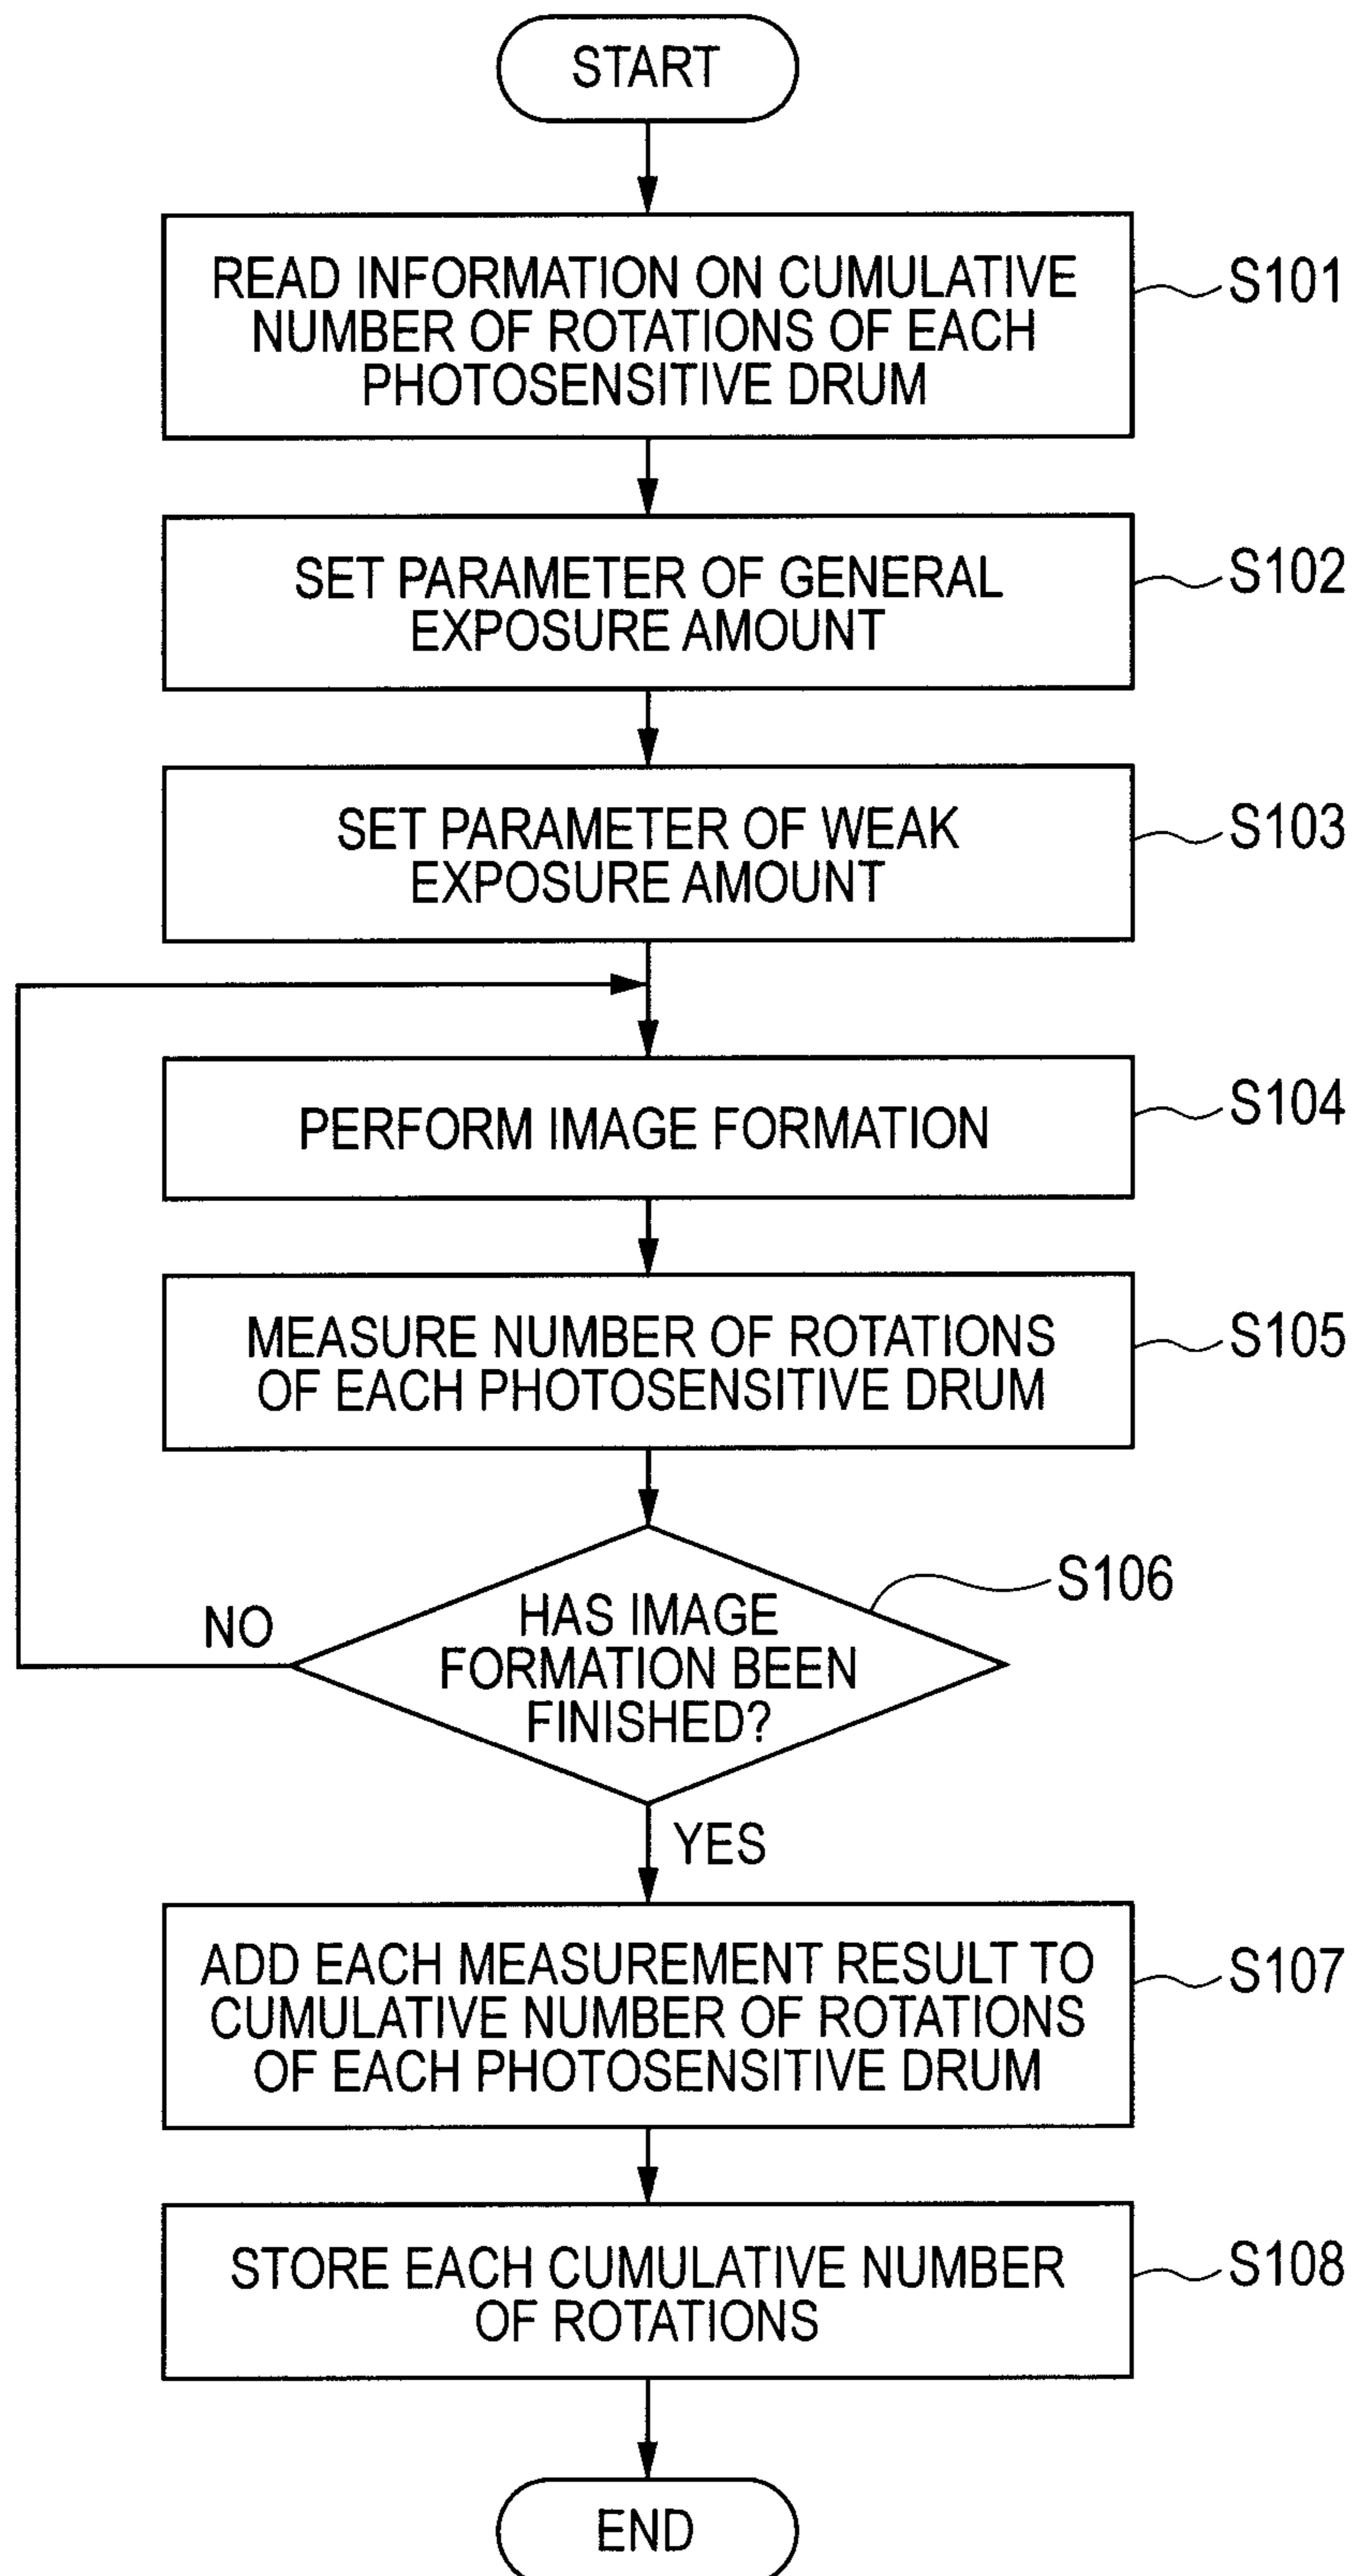 START
READ INFORMATION ON CUMULATIVE
NUMBER OF ROTATIONS OF EACH
PHOTOSENSITIVE DRUM
S101
SET PARAMETER OF GENERAL
EXPOSURE AMOUNT
S102
SET PARAMETER OF WEAK
EXPOSURE AMOUNT
S103
PERFORM IMAGE FORMATION
S104
MEASURE NUMBER OF ROTATIONS
OF EACH PHOTOSENSITIVE DRUM
S105
HAS IMAGE
FORMATION BEEN
FINISHED?
S106
NO
YES
ADD EACH MEASUREMENT RESULT TO
CUMULATIVE NUMBER OF ROTATIONS
OF EACH PHOTOSENSITIVE DRUM
S107
STORE EACH CUMULATIVE NUMBER
OF ROTATIONS
S108
END